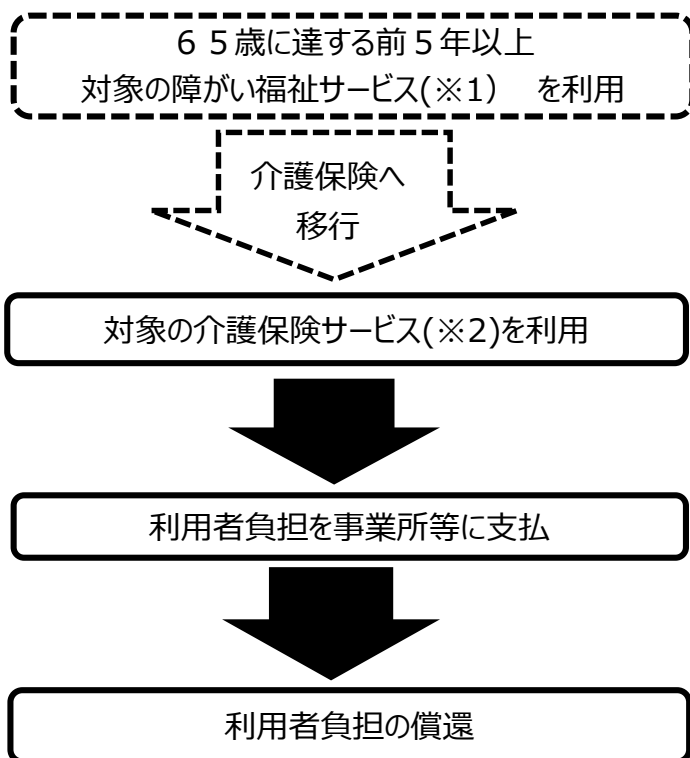 ６５歳に達する前５年以上
対象の障がい福祉サービス(※1)　を利用
介護保険へ
移行
対象の介護保険サービス(※2)を利用
利用者負担を事業所等に支払
利用者負担の償還